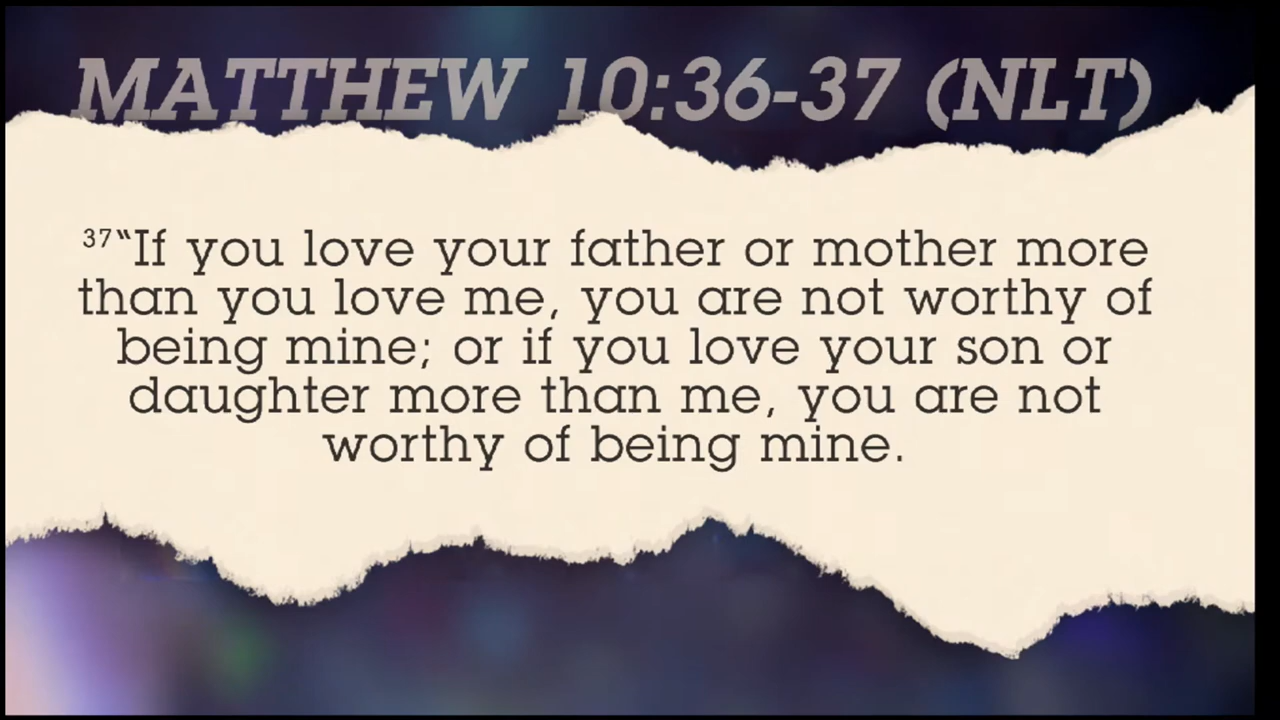 MATTHEW 10:36-37 (NLT)
37“If you love your father or mother more
than you love me, you are not worthy of
being mine; or if you love your son or
daughter more than me, you are not
worthy of being mine.